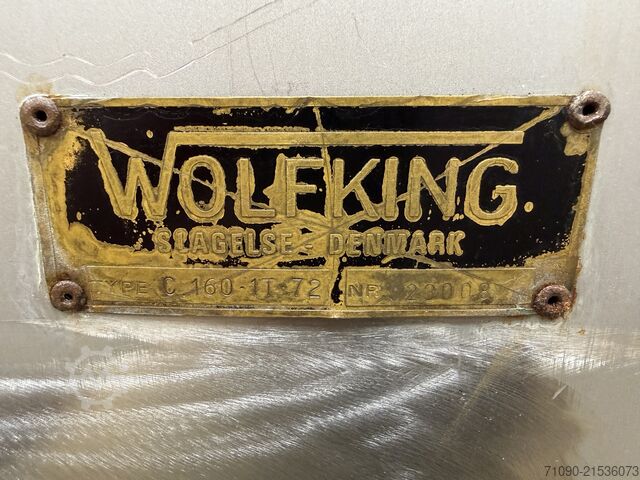 WOLFKING
SLAGELSE - DENMARK
TYPE C 160-11-72 NR. 22008
71090-21536073